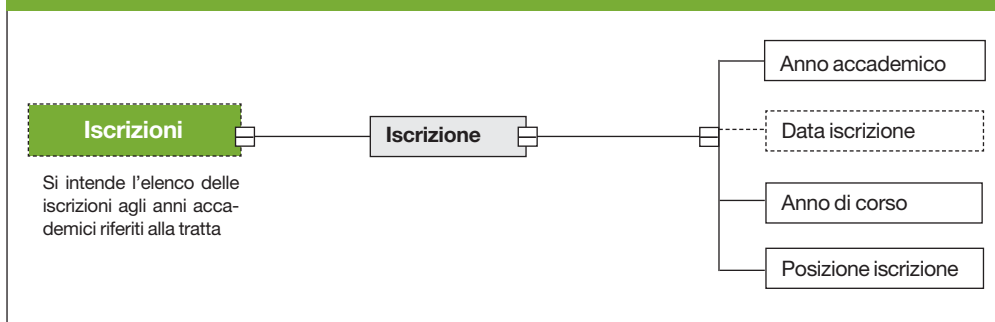 Iscrizioni
Si intende l'elenco delle
iscrizioni agli anni acca-
demici riferiti alla tratta
Iscrizione
Anno accademico
Data iscrizione
Anno di corso
Posizione iscrizione